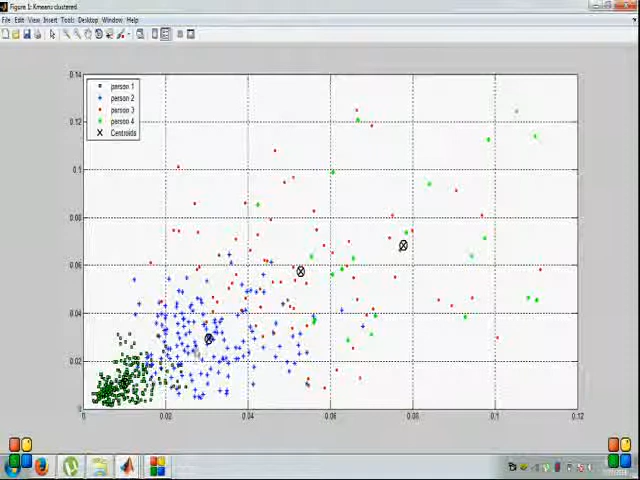 Figure 1: Kmeans clustered
File Edit View Insert Tools Desktop Window Help
0.14
0.12
0.1
0.08
0.06
0.04
0.02
0
person 1
person 2
person 3
person 4
Centroids
0 0.02 0.04 0.06 0.08 0.1 0.12